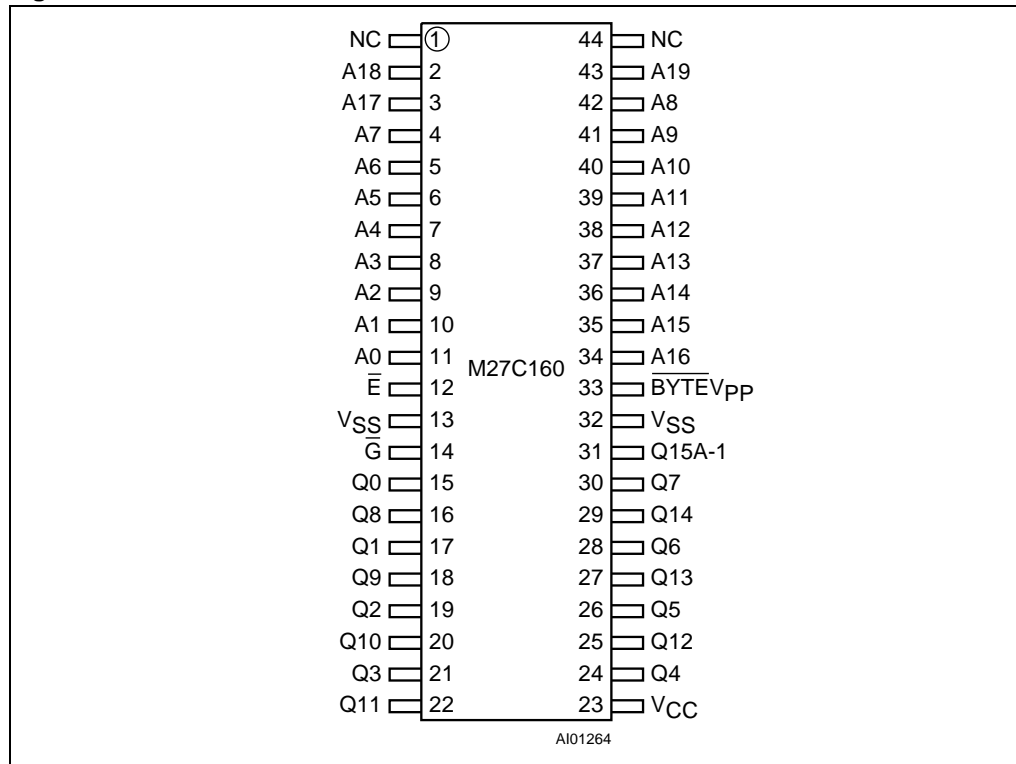 NC 1 44 NC
A18 2 43 A19
A17 3 42 A8
A7 4 41 A9
A6 5 40 A10
A5 6 39 A11
A4 7 38 A12
A3 8 37 A13
A2 9 36 A14
A1 10 35 A15
A0 11 M27C160 34 A16
E̅ 12 33 B̅Y̅T̅E̅VPP
VSS 13 32 VSS
G̅ 14 31 Q15A-1
Q0 15 30 Q7
Q8 16 29 Q14
Q1 17 28 Q6
Q9 18 27 Q13
Q2 19 26 Q5
Q10 20 25 Q12
Q3 21 24 Q4
Q11 22 23 VCC
AI01264